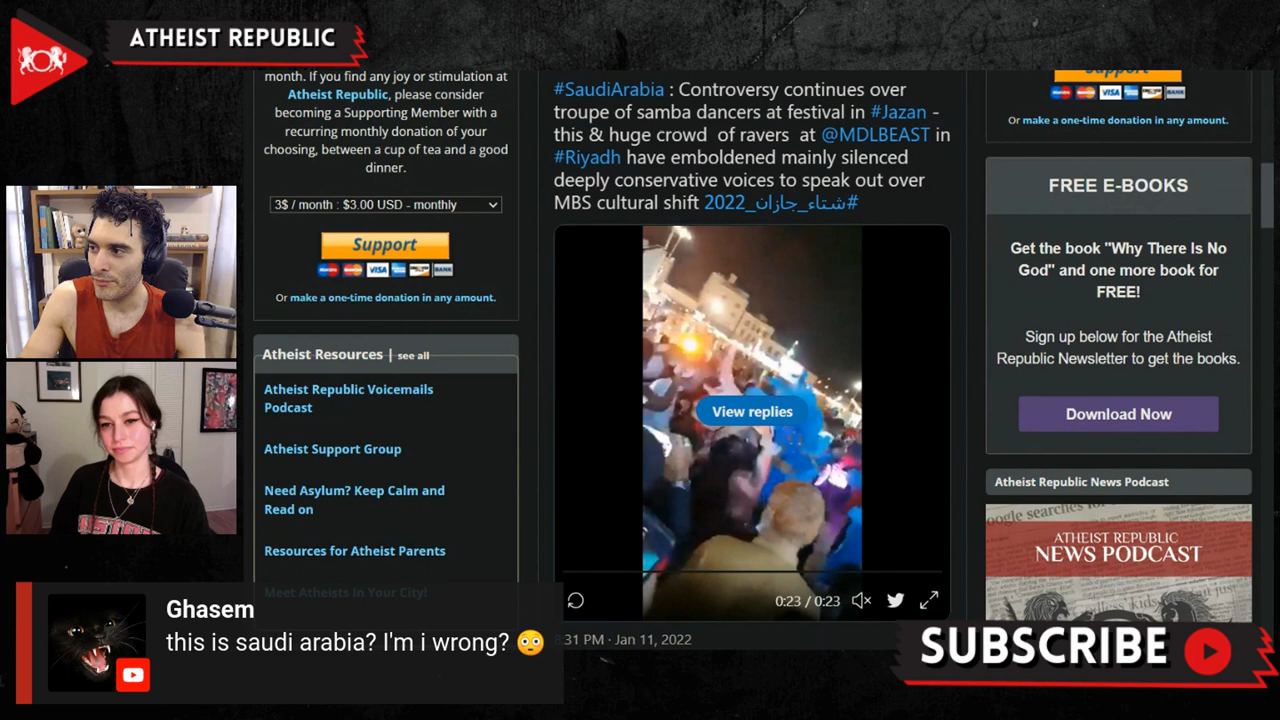 ATHEIST REPUBLIC
month. If you find any joy or stimulation at
Atheist Republic, please consider
becoming a Supporting Member with a
recurring monthly donation of your
choosing, between a cup of tea and a good
dinner.
3$ / month : $3.00 USD - monthly
Support
VISA
BANK
Or make a one-time donation in any amount.
Atheist Resources | see all
Atheist Republic Voicemails
Podcast
Atheist Support Group
Need Asylum? Keep Calm and
Read on
Resources for Atheist Parents
Meet Atheists In Your City!
#SaudiArabia : Controversy continues over
troupe of samba dancers at festival in #Jazan -
this & huge crowd of ravers at @MDLBEAST in
#Riyadh have emboldened mainly silenced
deeply conservative voices to speak out over
MBS cultural shift #شتاء_جازان_2022
View replies
0:23 / 0:23
:31 PM · Jan 11, 2022
Support
VISA
BANK
Or make a one-time donation in any amount.
FREE E-BOOKS
Get the book "Why There Is No
God" and one more book for
FREE!
Sign up below for the Atheist
Republic Newsletter to get the books.
Download Now
Atheist Republic News Podcast
oogle searches for
ATHEIST REPUBLIC
NEWS PODCAST
Ghasem
this is saudi arabia? I'm i wrong? 😳
SUBSCRIBE